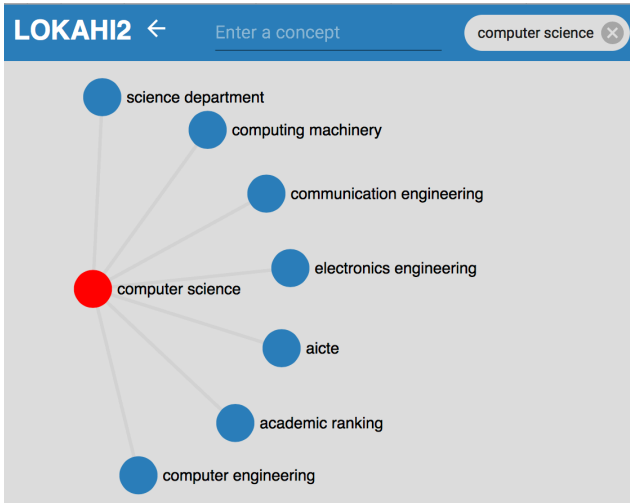 LOKAHI2
Enter a concept
computer science
science department
computing machinery
communication engineering
electronics engineering
computer science
aicte
academic ranking
computer engineering